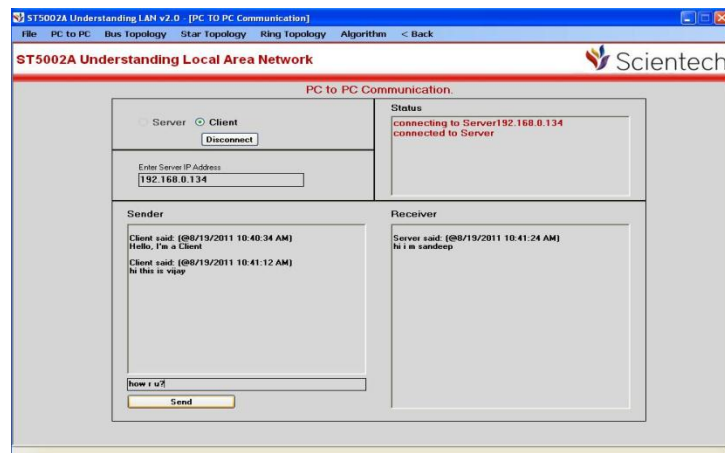 ST5002A Understanding LAN v2.0 - [PC TO PC Communication]
File PC to PC Bus Topology Star Topology Ring Topology Algorithm < Back
ST5002A Understanding Local Area Network
Scientech
PC to PC Communication.
Server Client
Disconnect
Enter Server IP Address
192.168.0.134
Status
connecting to Server192.168.0.134
connected to Server
Sender
Client said: (@8/19/2011 10:40:34 AM)
Hello, I'm a Client
Client said: (@8/19/2011 10:41:12 AM)
hi this is vijay
how r u?
Send
Receiver
Server said: (@8/19/2011 10:41:24 AM)
hi i m sandeep